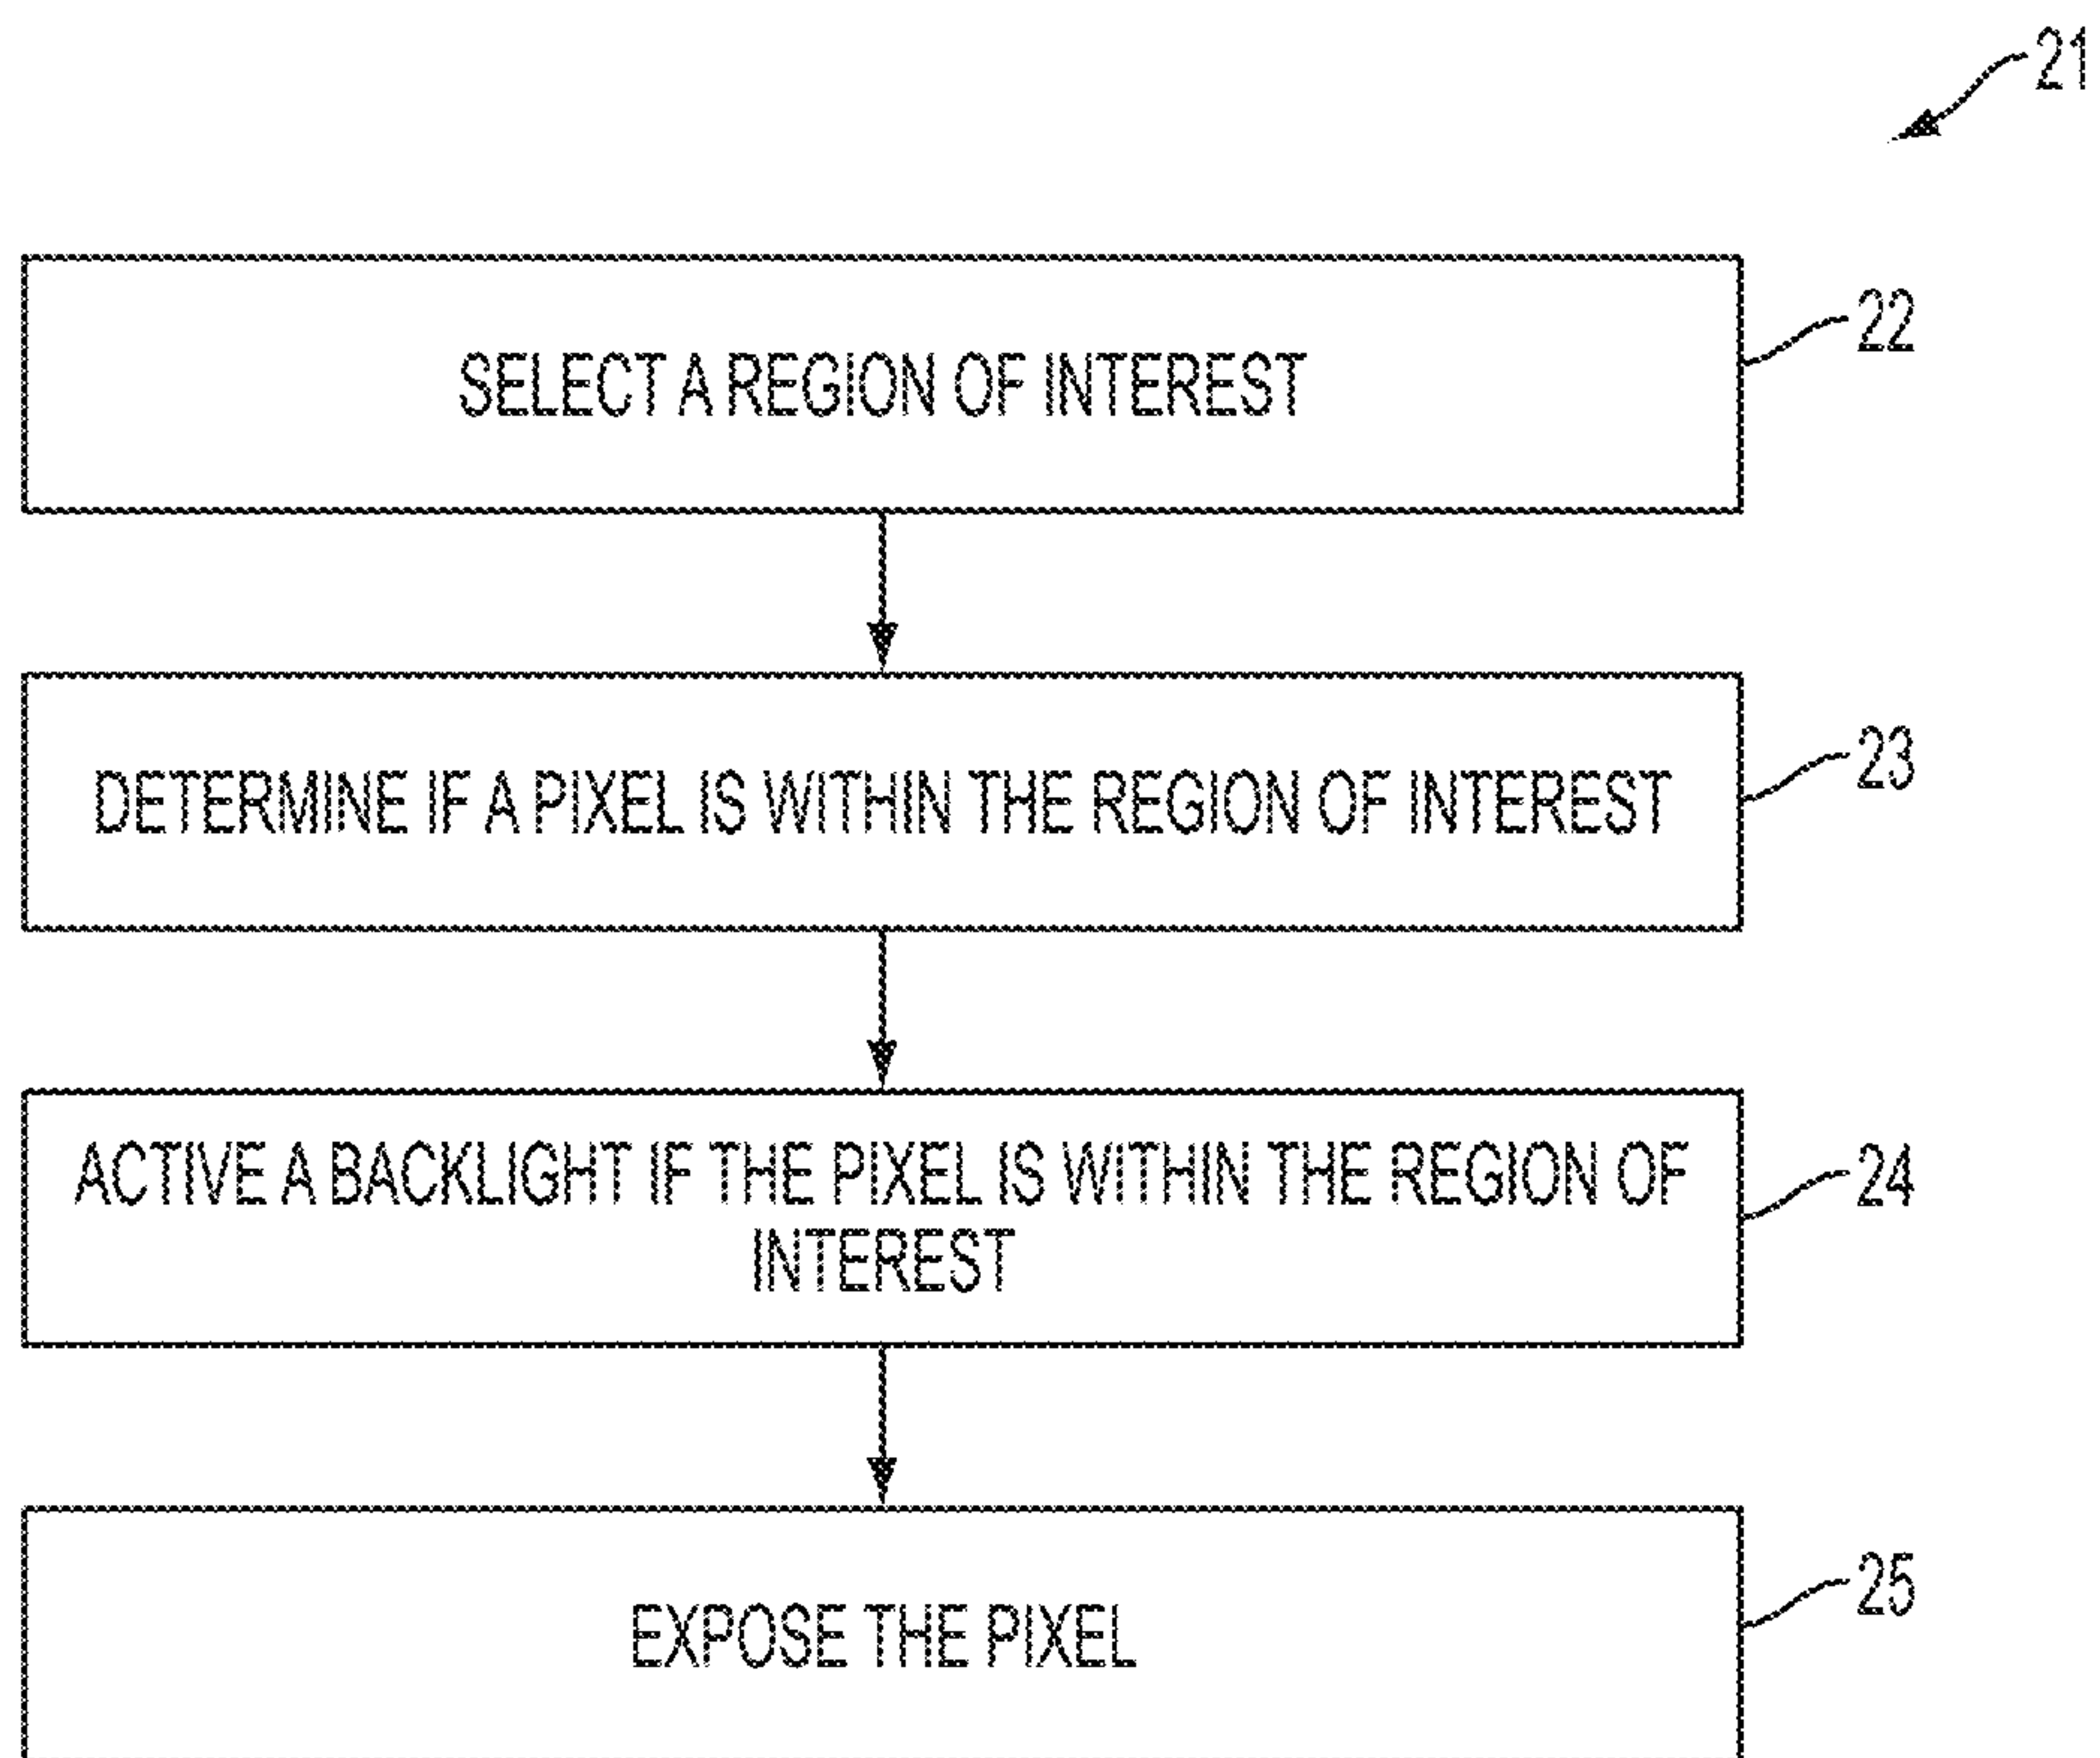 21
SELECT A REGION OF INTEREST
22
DETERMINE IF A PIXEL IS WITHIN THE REGION OF INTEREST
23
ACTIVE A BACKLIGHT IF THE PIXEL IS WITHIN THE REGION OF
INTEREST
24
EXPOSE THE PIXEL
25